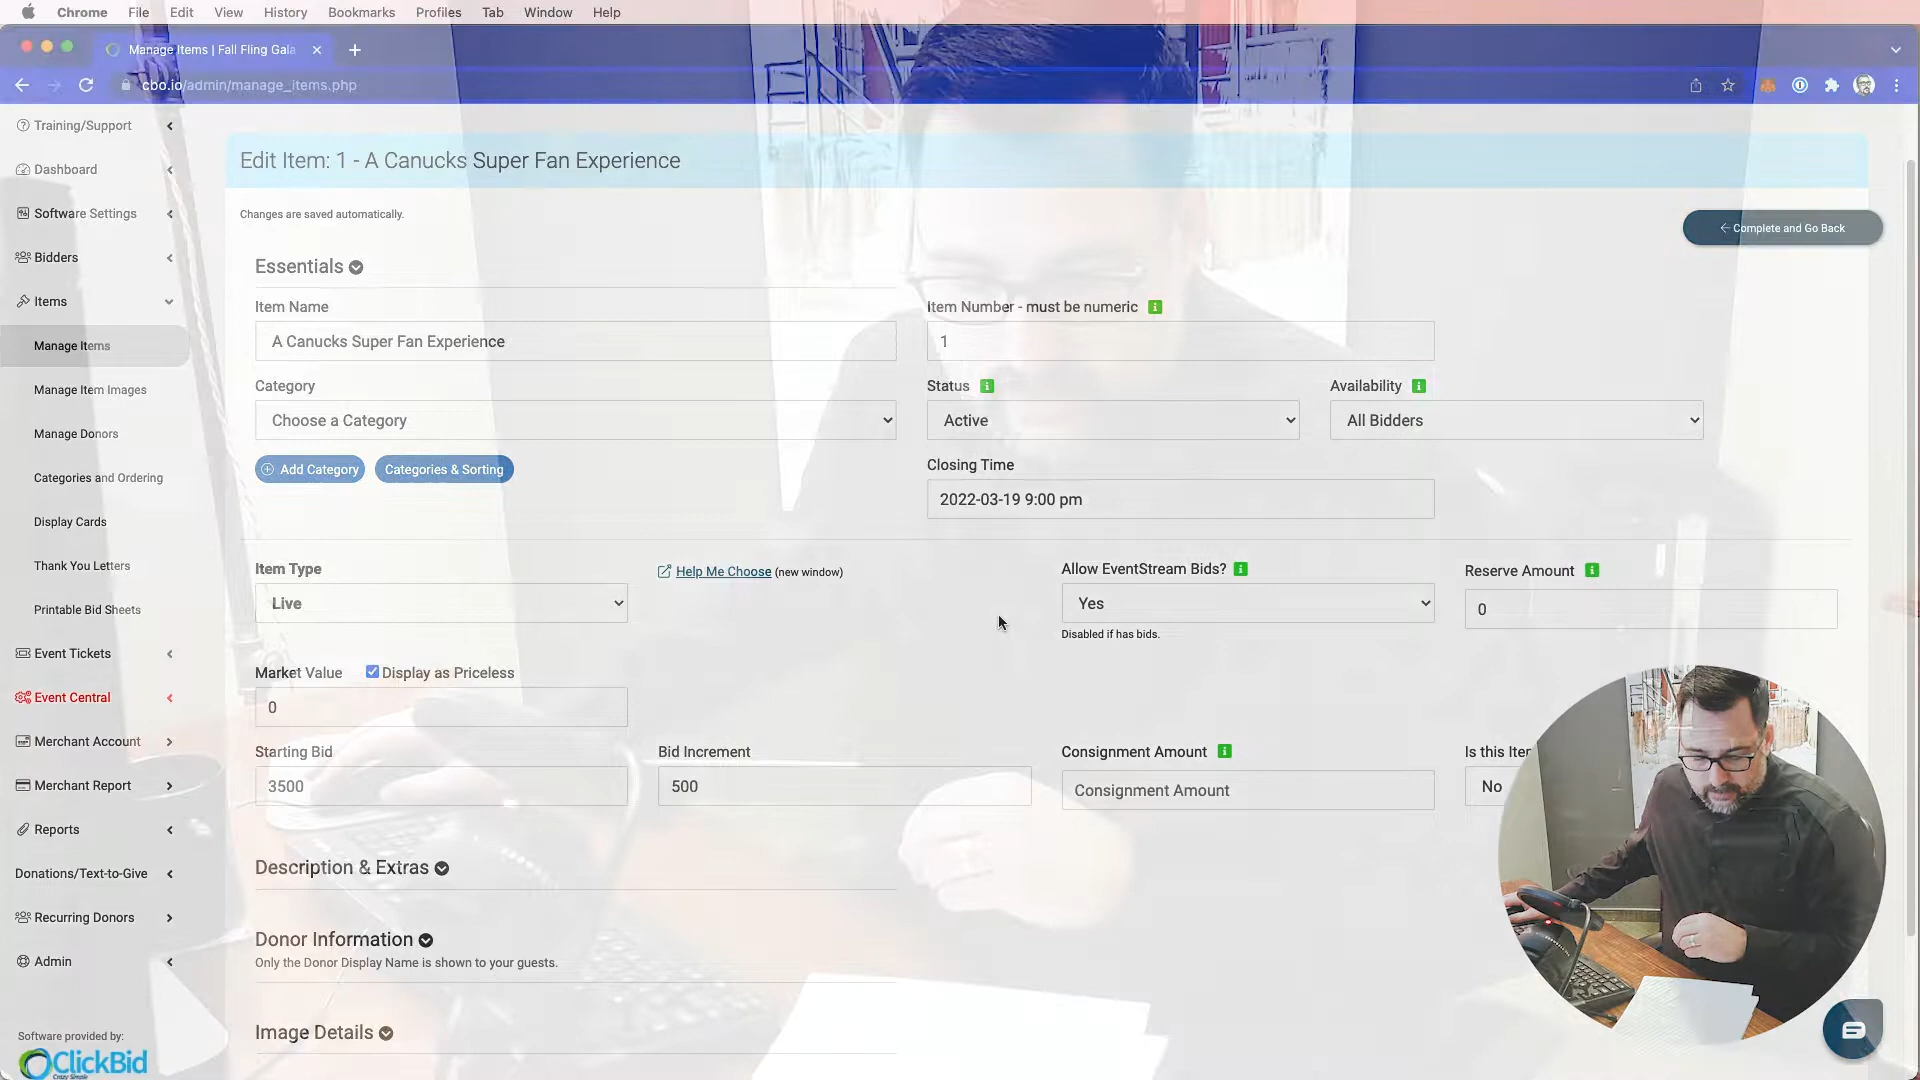 Chrome File Edit View History Bookmarks Profiles Tab Window Help
Manage Items | Fall Fling Gala
cbo.io/admin/manage_items.php
Training/Support
Dashboard
Software Settings
Bidders
Items
Manage Items
Manage Item Images
Manage Donors
Categories and Ordering
Display Cards
Thank You Letters
Printable Bid Sheets
Event Tickets
Event Central
Merchant Account
Merchant Report
Reports
Donations/Text-to-Give
Recurring Donors
Admin
Software provided by:
ClickBid
Crazy Simple
Edit Item: 1 - A Canucks Super Fan Experience
Changes are saved automatically.
Complete and Go Back
Essentials
Item Name
A Canucks Super Fan Experience
Item Number - must be numeric
1
Category
Choose a Category
Status
Active
Availability
All Bidders
Add Category
Categories & Sorting
Closing Time
2022-03-19 9:00 pm
Item Type
Live
Help Me Choose (new window)
Allow EventStream Bids?
Yes
Disabled if has bids.
Reserve Amount
0
Market Value
Display as Priceless
0
Starting Bid
3500
Bid Increment
500
Consignment Amount
Consignment Amount
Is this Iter
No
Description & Extras
Donor Information
Only the Donor Display Name is shown to your guests.
Image Details